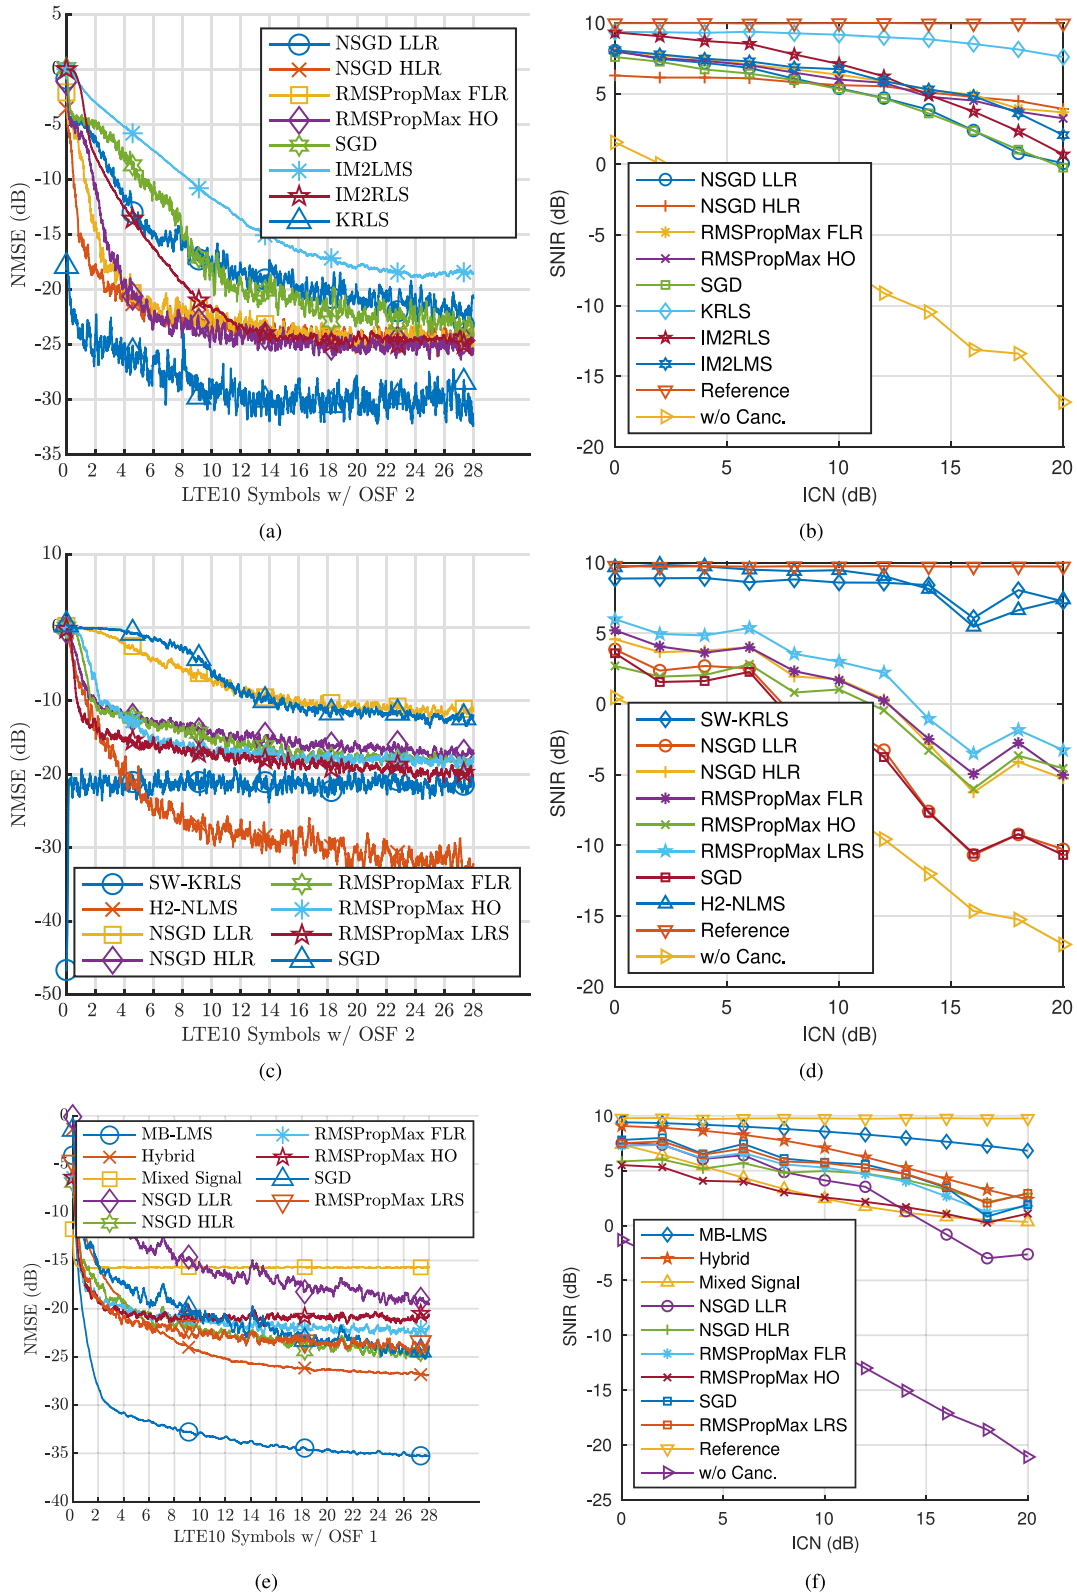 5
0
-5
-10
-15
-20
-25
-30
-35
NMSE (dB)
0 2 4 6 8 10 12 14 16 18 20 22 24 26 28
LTE10 Symbols w/ OSF 2
NSGD LLR
NSGD HLR
RMSPropMax FLR
RMSPropMax HO
SGD
IM2LMS
IM2RLS
KRLS
(a)
10
5
0
-5
-10
-15
-20
SNIR (dB)
0 5 10 15 20
ICN (dB)
NSGD LLR
NSGD HLR
RMSPropMax FLR
RMSPropMax HO
SGD
KRLS
IM2RLS
IM2LMS
Reference
w/o Canc.
(b)
10
0
-10
-20
-30
-40
-50
NMSE (dB)
0 2 4 6 8 10 12 14 16 18 20 22 24 26 28
LTE10 Symbols w/ OSF 2
SW-KRLS
H2-NLMS
NSGD LLR
NSGD HLR
RMSPropMax FLR
RMSPropMax HO
RMSPropMax LRS
SGD
(c)
10
5
0
-5
-10
-15
-20
SNIR (dB)
0 5 10 15 20
ICN (dB)
SW-KRLS
NSGD LLR
NSGD HLR
RMSPropMax FLR
RMSPropMax HO
RMSPropMax LRS
SGD
H2-NLMS
Reference
w/o Canc.
(d)
0
-5
-10
-15
-20
-25
-30
-35
-40
NMSE (dB)
0 2 4 6 8 10 12 14 16 18 20 22 24 26 28
LTE10 Symbols w/ OSF 1
MB-LMS
Hybrid
Mixed Signal
NSGD LLR
NSGD HLR
RMSPropMax FLR
RMSPropMax HO
SGD
RMSPropMax LRS
(e)
10
5
0
-5
-10
-15
-20
-25
SNIR (dB)
0 5 10 15 20
ICN (dB)
MB-LMS
Hybrid
Mixed Signal
NSGD LLR
NSGD HLR
RMSPropMax FLR
RMSPropMax HO
SGD
RMSPropMax LRS
Reference
w/o Canc.
(f)